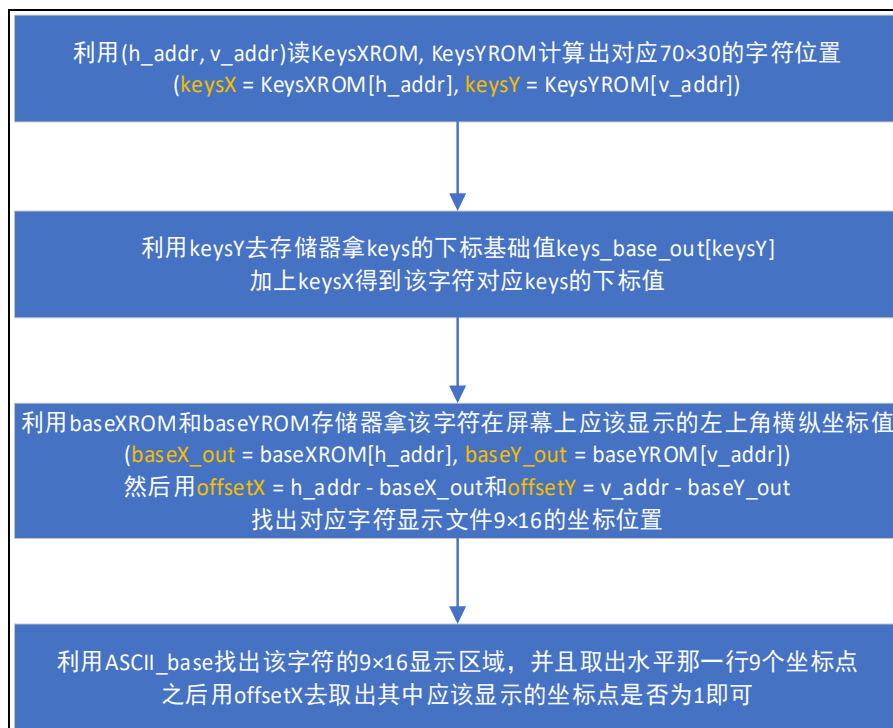 利用(h_addr, v_addr)读KeysXROM, KeysYROM计算出对应70×30的字符位置
(keysX = KeysXROM[h_addr], keysY = KeysYROM[v_addr])
利用keysY去存储器拿keys的下标基础值keys_base_out[keysY]
加上keysX得到该字符对应keys的下标值
利用baseXROM和baseYROM存储器拿该字符在屏幕上应该显示的左上角横纵坐标值
(baseX_out = baseXROM[h_addr], baseY_out = baseYROM[v_addr])
然后用offsetX = h_addr - baseX_out和offsetY = v_addr - baseY_out
找出对应字符显示文件9×16的坐标位置
利用ASCII_base找出该字符的9×16显示区域，并且取出水平那一行9个坐标点
之后用offsetX去取出其中应该显示的坐标点是否为1即可